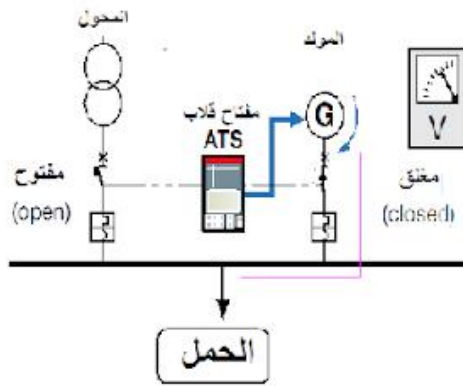 المحول
المولد
مفتاح قلاب
ATS
G
V
مفتوح
(open)
مغلق
(closed)
الحمل